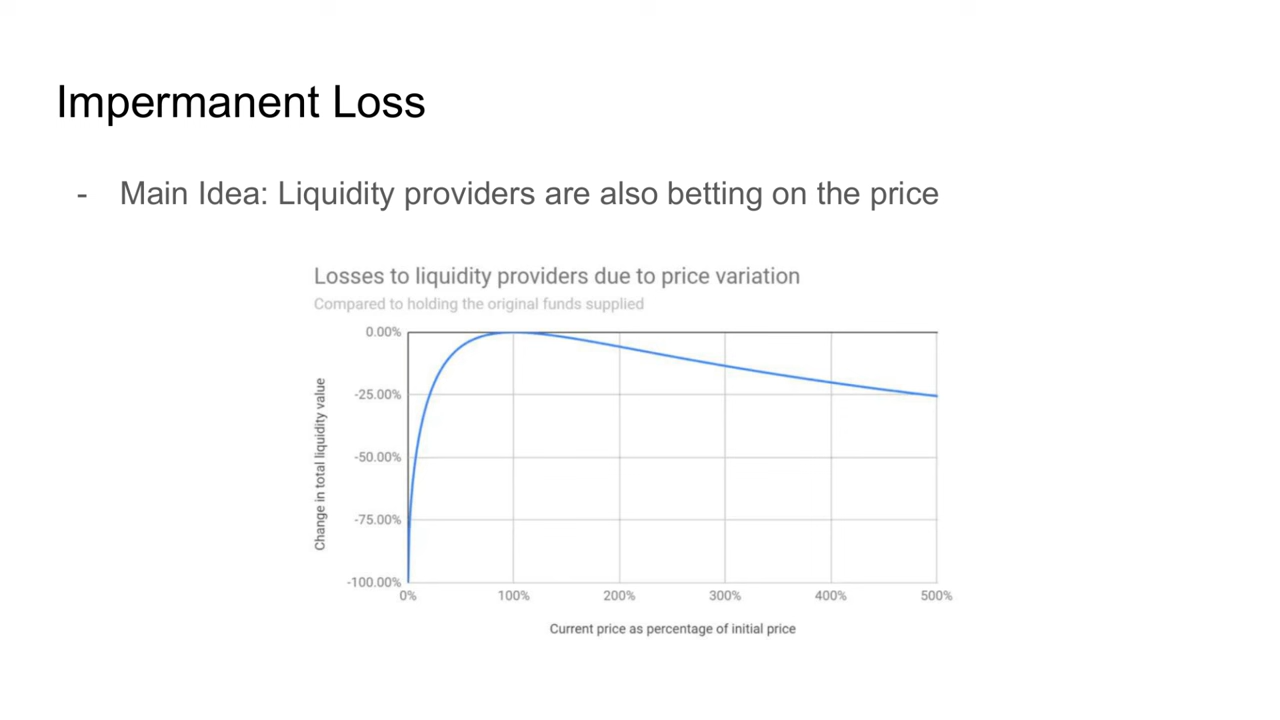 Impermanent Loss
- Main Idea: Liquidity providers are also betting on the price
Losses to liquidity providers due to price variation
Compared to holding the original funds supplied
Change in total liquidity value
0.00%
-25.00%
-50.00%
-75.00%
-100.00%
0% 100% 200% 300% 400% 500%
Current price as percentage of initial price